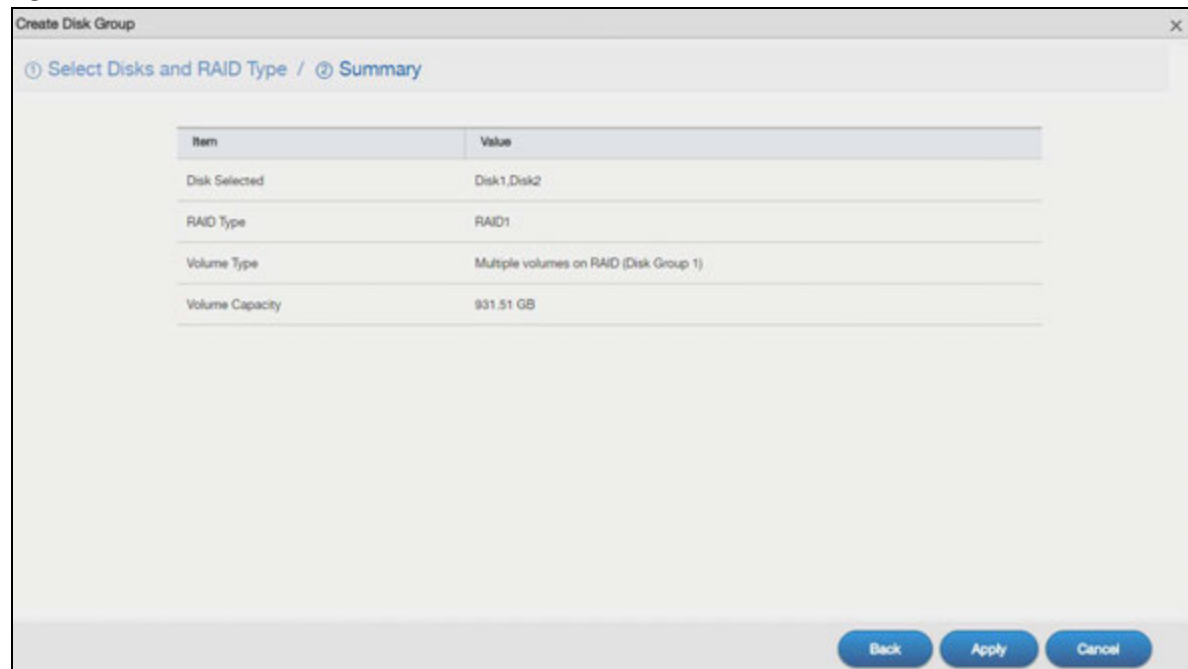 Create Disk Group ×
① Select Disks and RAID Type / ② Summary
Item Value
Disk Selected Disk1,Disk2
RAID Type RAID1
Volume Type Multiple volumes on RAID (Disk Group 1)
Volume Capacity 931.51 GB
Back Apply Cancel